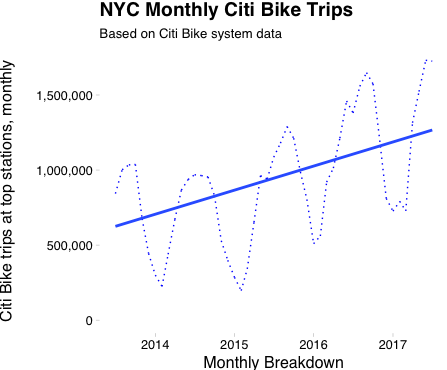 NYC Monthly Citi Bike Trips
Based on Citi Bike system data
Citi Bike trips at top stations, monthly
1,500,000
1,000,000
500,000
0
2014
2015
2016
2017
Monthly Breakdown